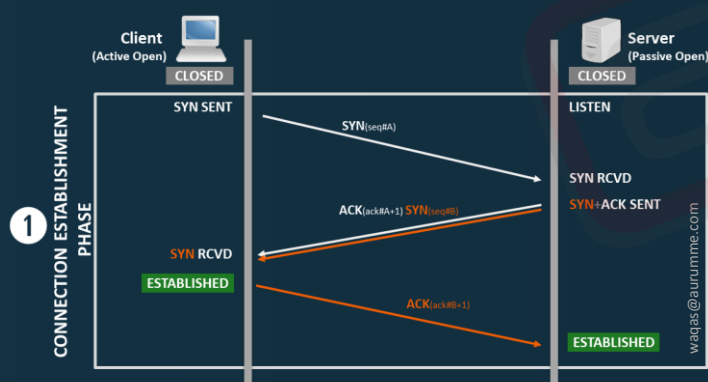 Client
(Active Open)
CLOSED
Server
(Passive Open)
CLOSED
1
CONNECTION ESTABLISHMENT
PHASE
SYN SENT
LISTEN
SYN(seq#A)
SYN RCVD
SYN+ACK SENT
ACK(ack#A+1) SYN(seq#B)
SYN RCVD
ESTABLISHED
ACK(ack#B+1)
ESTABLISHED
waqas@aurumme.com